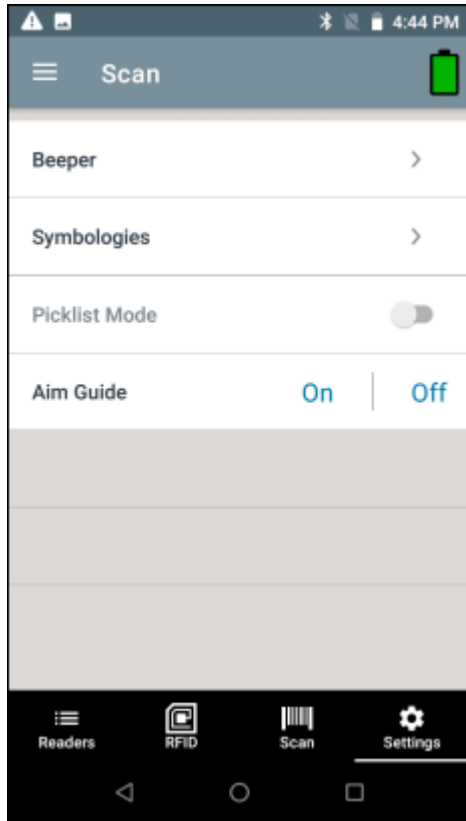 4:44 PM
Scan
Beeper
Symbologies
Picklist Mode
Aim Guide On Off
Readers RFID Scan Settings